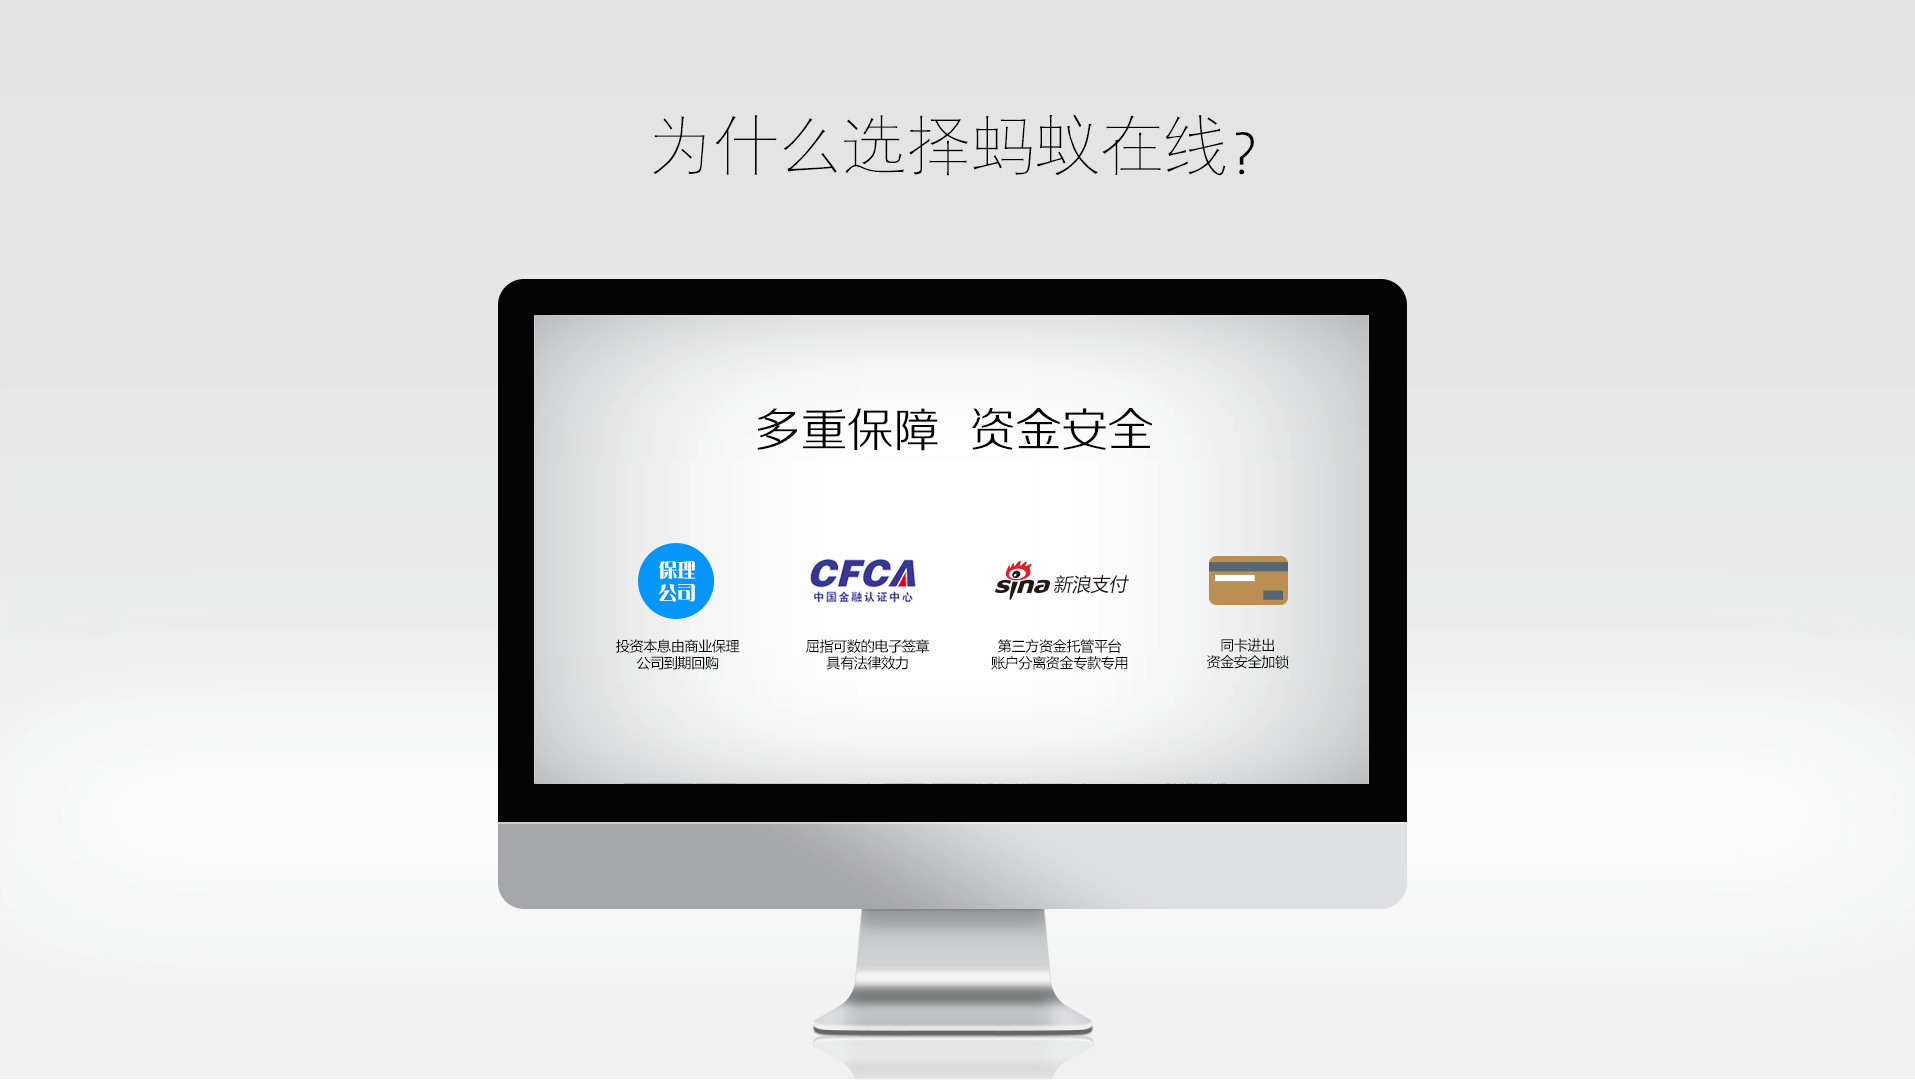 为什么选择蚂蚁在线?
多重保障 资金安全
保理
公司
CFCA
中国金融认证中心
sina 新浪支付
投资本息由商业保理
公司到期回购
屈指可数的电子签章
具有法律效力
第三方资金托管平台
账户分离资金专款专用
同卡进出
资金安全加锁